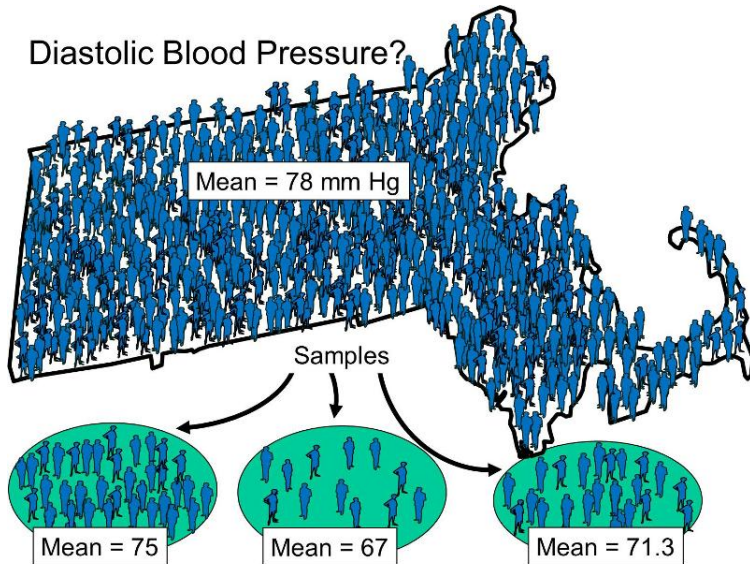 Diastolic Blood Pressure?
Mean = 78 mm Hg
Samples
Mean = 75
Mean = 67
Mean = 71.3